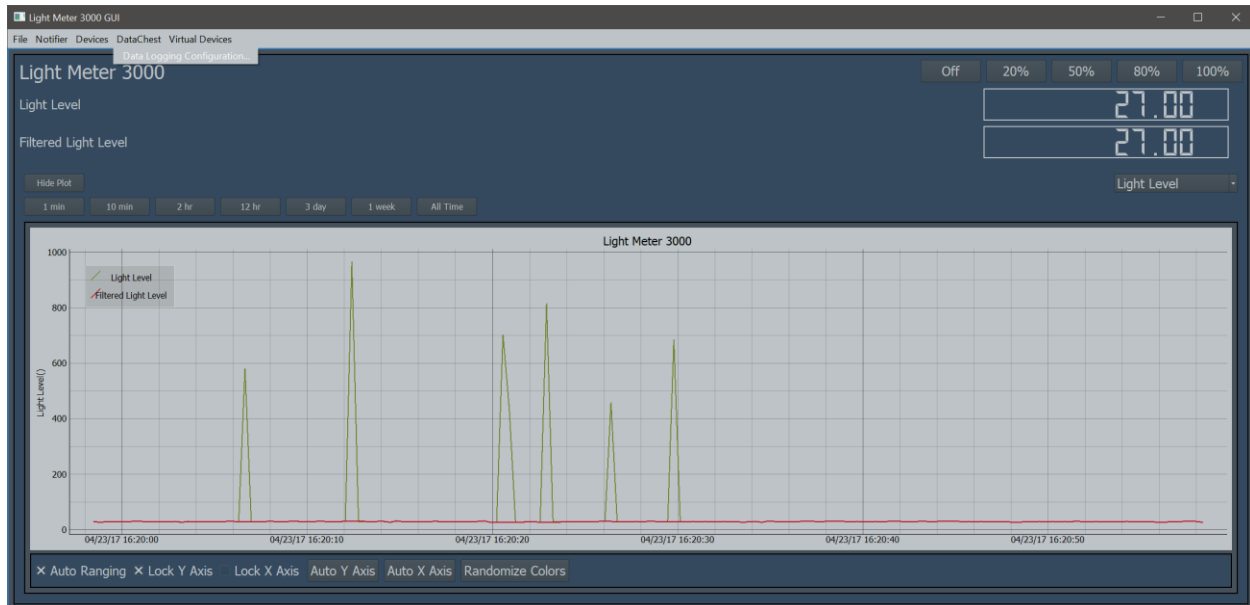 Light Meter 3000 GUI
File Notifier Devices DataChest Virtual Devices
Data Logging Configuration...
Light Meter 3000
Off 20% 50% 80% 100%
Light Level
27.00
Filtered Light Level
27.00
Hide Plot
Light Level
1 min 10 min 2 hr 12 hr 3 day 1 week All Time
Light Meter 3000
1000
800
600
400
200
0
Light Level()
Light Level
Filtered Light Level
04/23/17 16:20:00 04/23/17 16:20:10 04/23/17 16:20:20 04/23/17 16:20:30 04/23/17 16:20:40 04/23/17 16:20:50
Auto Ranging Lock Y Axis Lock X Axis Auto Y Axis Auto X Axis Randomize Colors